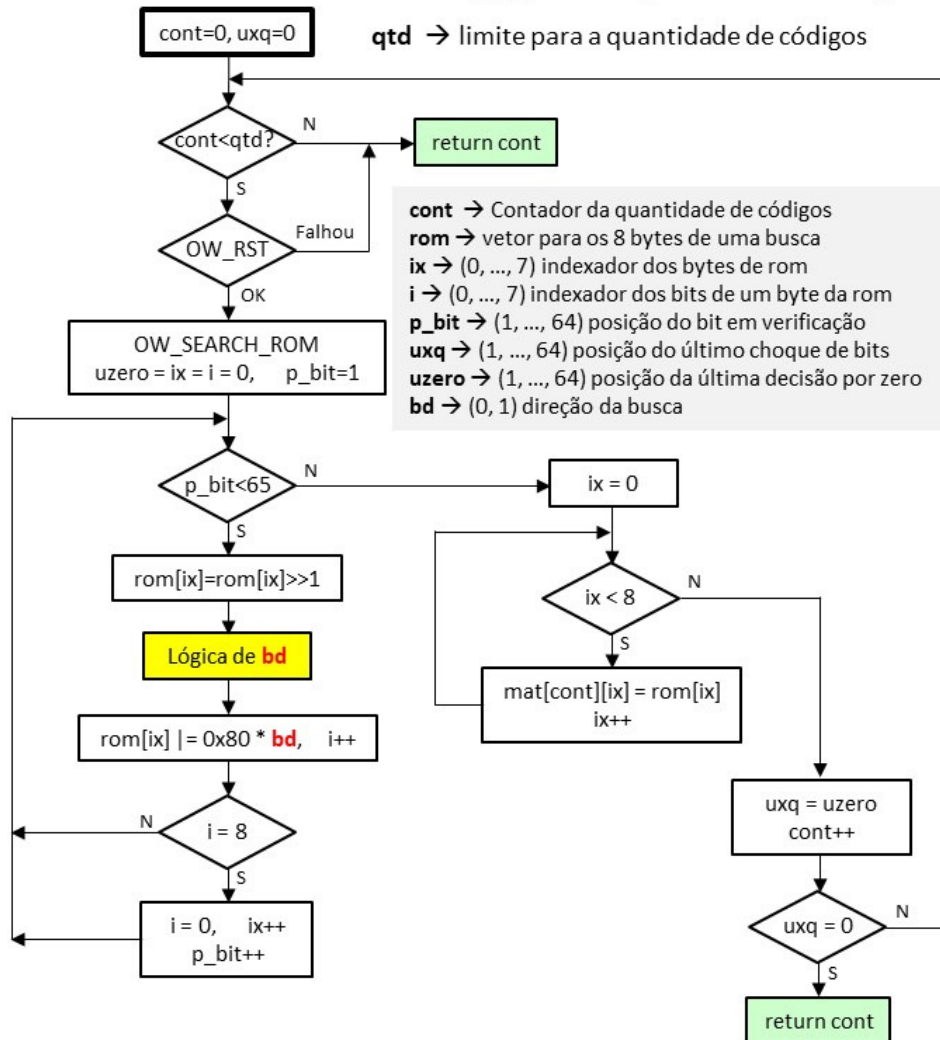 cont=0, uxq=0
qtd → limite para a quantidade de códigos
cont<qtd?
N
return cont
S
OW_RST
Falhou
OK
cont → Contador da quantidade de códigos
rom → vetor para os 8 bytes de uma busca
ix → (0, ..., 7) indexador dos bytes de rom
i → (0, ..., 7) indexador dos bits de um byte da rom
p_bit → (1, ..., 64) posição do bit em verificação
uxq → (1, ..., 64) posição do último choque de bits
uzero → (1, ..., 64) posição da última decisão por zero
bd → (0, 1) direção da busca
OW_SEARCH_ROM
uzero = ix = i = 0, p_bit=1
p_bit<65
N
S
rom[ix]=rom[ix]>>1
Lógica de bd
rom[ix] |= 0x80 * bd, i++
i = 8
N
S
i = 0, ix++
p_bit++
ix = 0
ix < 8
N
S
mat[cont][ix] = rom[ix]
ix++
uxq = uzero
cont++
uxq = 0
N
S
return cont